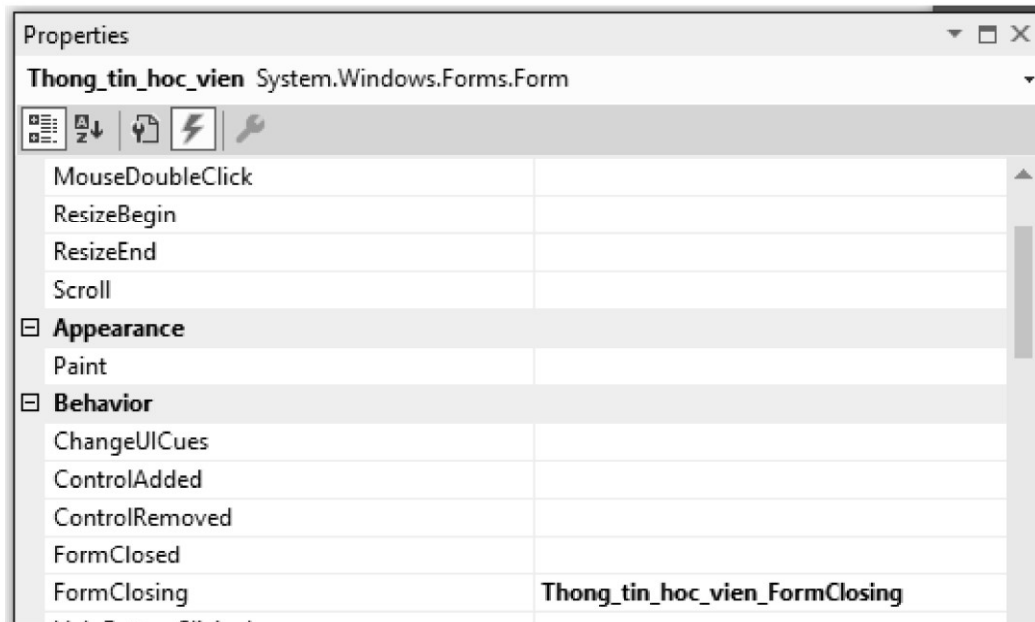 Properties
Thong_tin_hoc_vien System.Windows.Forms.Form
MouseDoubleClick
ResizeBegin
ResizeEnd
Scroll
Appearance
Paint
Behavior
ChangeUICues
ControlAdded
ControlRemoved
FormClosed
FormClosing Thong_tin_hoc_vien_FormClosing